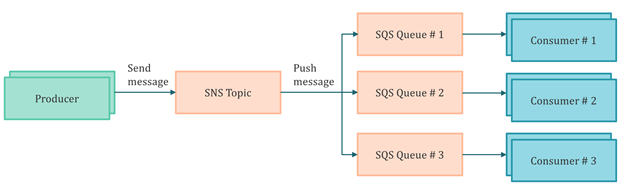 Producer
Send
message
SNS Topic
Push
message
SQS Queue # 1
Consumer # 1
SQS Queue # 2
Consumer # 2
SQS Queue # 3
Consumer # 3